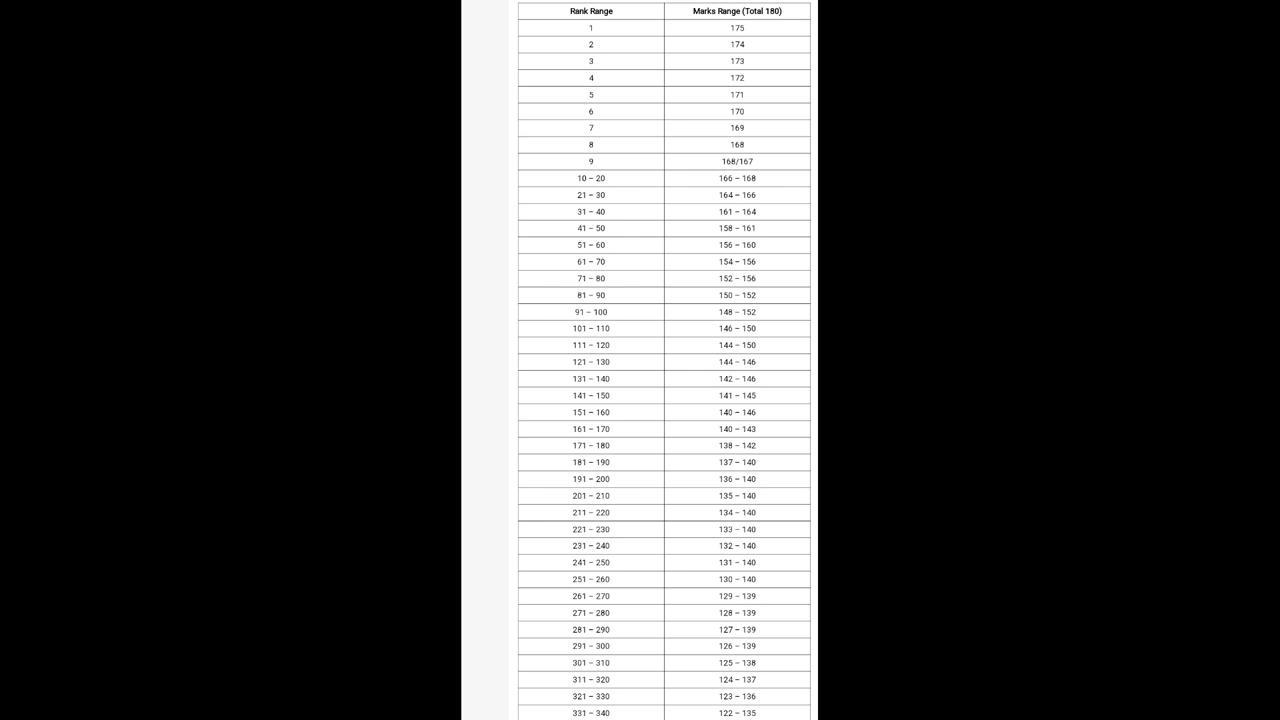 Rank Range Marks Range (Total 180)
1 175
2 174
3 173
4 172
5 171
6 170
7 169
8 168
9 168/167
10 – 20 166 – 168
21 – 30 164 – 166
31 – 40 161 – 164
41 – 50 158 – 161
51 – 60 156 – 160
61 – 70 154 – 156
71 – 80 152 – 156
81 – 90 150 – 152
91 – 100 148 – 152
101 – 110 146 – 150
111 – 120 144 – 150
121 – 130 144 – 146
131 – 140 142 – 146
141 – 150 141 – 145
151 – 160 140 – 146
161 – 170 140 – 143
171 – 180 138 – 142
181 – 190 137 – 140
191 – 200 136 – 140
201 – 210 135 – 140
211 – 220 134 – 140
221 – 230 133 – 140
231 – 240 132 – 140
241 – 250 131 – 140
251 – 260 130 – 140
261 – 270 129 – 139
271 – 280 128 – 139
281 – 290 127 – 139
291 – 300 126 – 139
301 – 310 125 – 138
311 – 320 124 – 137
321 – 330 123 – 136
331 – 340 122 – 135